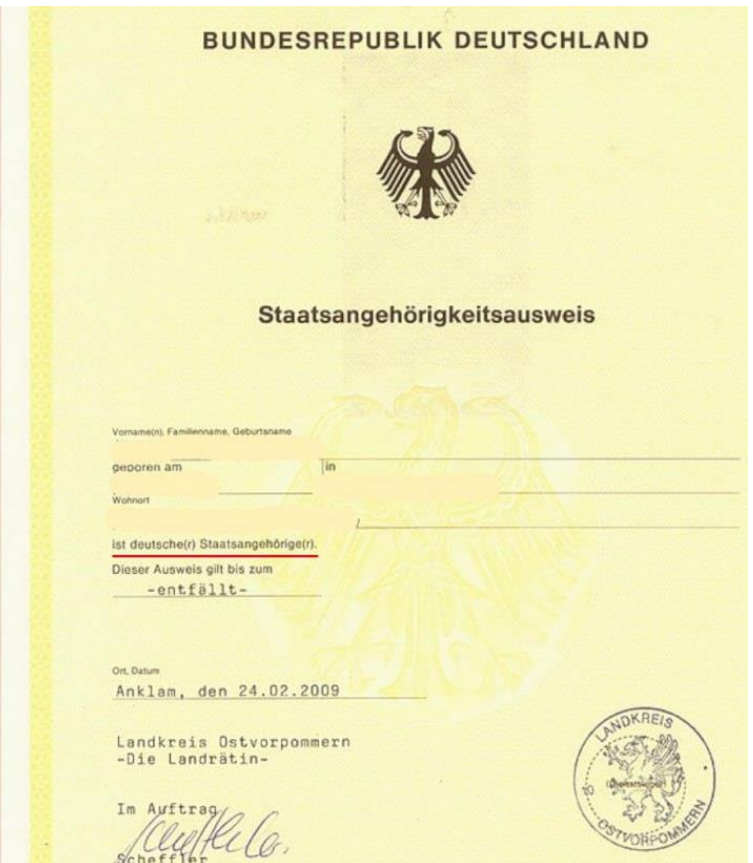 BUNDESREPUBLIK DEUTSCHLAND
Staatsangehörigkeitsausweis
Vorname(n), Familienname, Geburtsname
geboren am in
Wohnort
/
ist deutsche(r) Staatsangehörige(r).
Dieser Ausweis gilt bis zum
-entfällt-
Ort, Datum
Anklam, den 24.02.2009
Landkreis Ostvorpommern
-Die Landrätin-
Im Auftrag
Scheffler
LANDKREIS
OSTVORPOMMERN